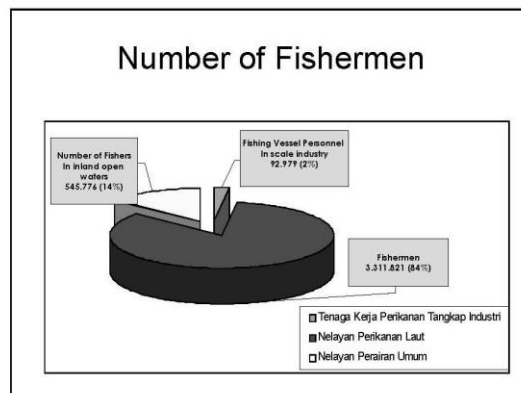 Number of Fishermen
Number of Fishers
In inland open
waters
545.776 (14%)
Fishing Vessel Personnel
In scale industry
92.979 (2%)
Fishermen
3.311.821 (84%)
Tenaga Kerja Perikanan Tangkap Industri
Nelayan Perikanan Laut
Nelayan Perairan Umum